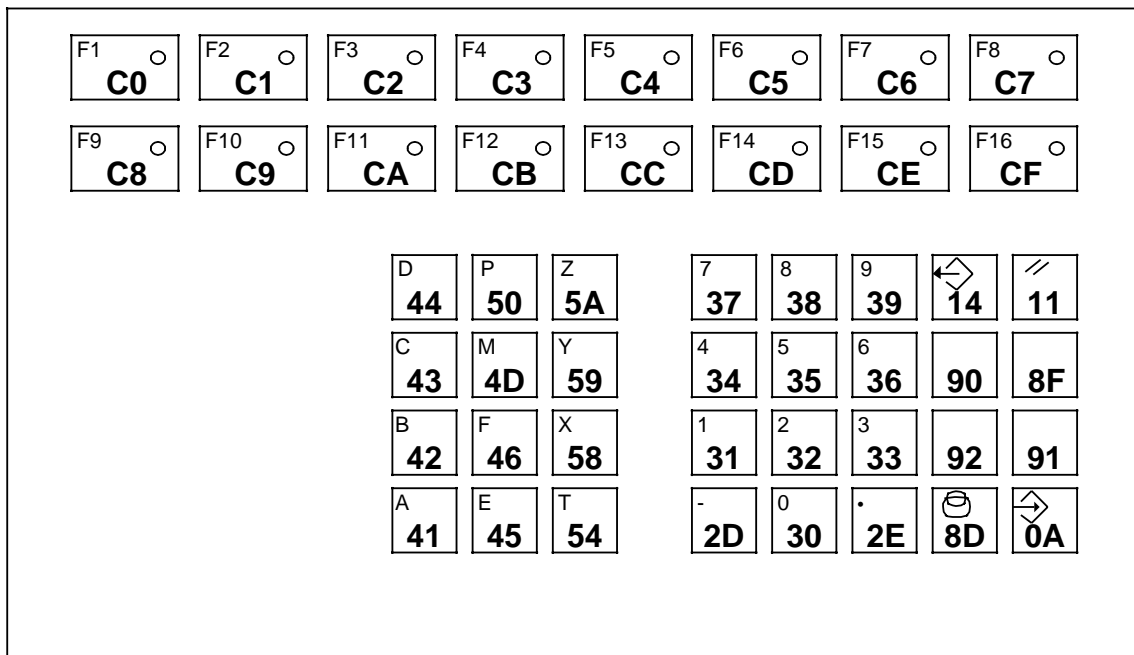 F1 F2 F3 F4 F5 F6 F7 F8
C0 C1 C2 C3 C4 C5 C6 C7
F9 F10 F11 F12 F13 F14 F15 F16
C8 C9 CA CB CC CD CE CF
D P Z 7 8 9
44 50 5A 37 38 39 14 11
C M Y 4 5 6
43 4D 59 34 35 36 90 8F
B F X 1 2 3
42 46 58 31 32 33 92 91
A E T - 0 •
41 45 54 2D 30 2E 8D 0A